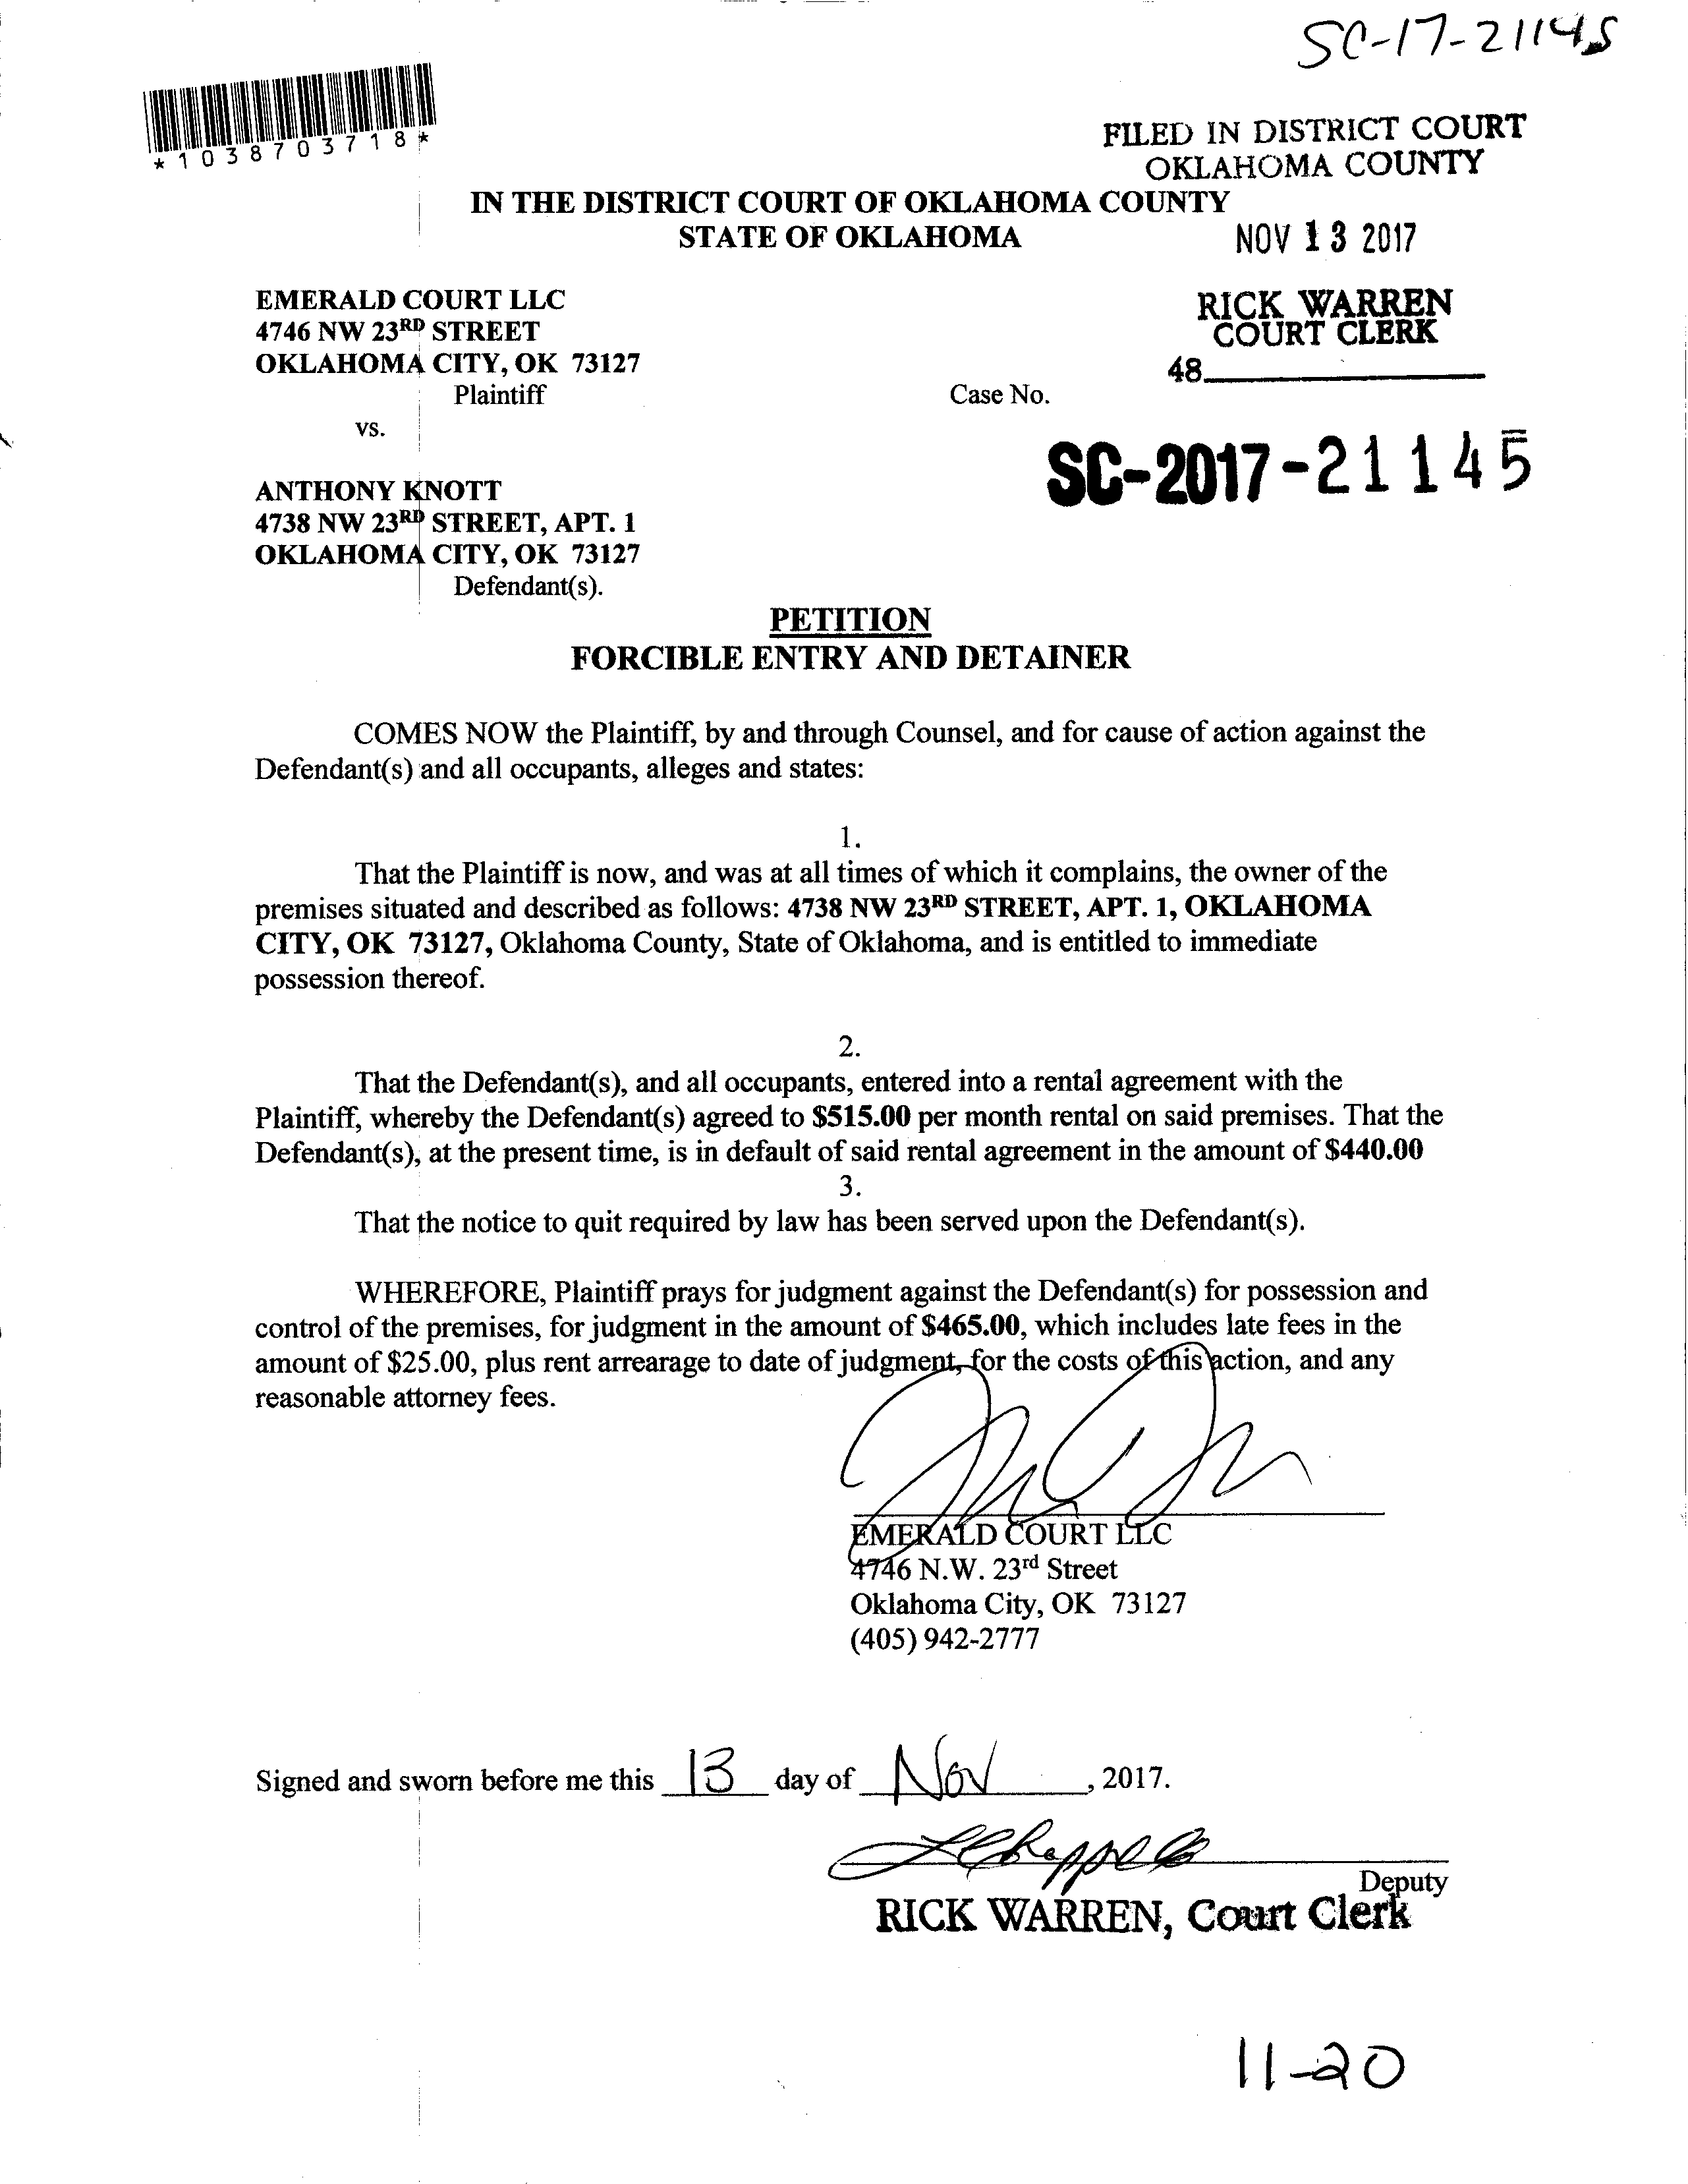 SC-17-21145
*1038703718*
FILED IN DISTRICT COURT
OKLAHOMA COUNTY
IN THE DISTRICT COURT OF OKLAHOMA COUNTY
STATE OF OKLAHOMA
NOV 13 2017
EMERALD COURT LLC
4746 NW 23RD STREET
OKLAHOMA CITY, OK 73127
Plaintiff
RICK WARREN
COURT CLERK
48
Case No.
vs.
SC-2017-21145
ANTHONY KNOTT
4738 NW 23RD STREET, APT. 1
OKLAHOMA CITY, OK 73127
Defendant(s).
PETITION
FORCIBLE ENTRY AND DETAINER
COMES NOW the Plaintiff, by and through Counsel, and for cause of action against the
Defendant(s) and all occupants, alleges and states:
1.
That the Plaintiff is now, and was at all times of which it complains, the owner of the
premises situated and described as follows: 4738 NW 23RD STREET, APT. 1, OKLAHOMA
CITY, OK 73127, Oklahoma County, State of Oklahoma, and is entitled to immediate
possession thereof.
2.
That the Defendant(s), and all occupants, entered into a rental agreement with the
Plaintiff, whereby the Defendant(s) agreed to $515.00 per month rental on said premises. That the
Defendant(s), at the present time, is in default of said rental agreement in the amount of $440.00
3.
That the notice to quit required by law has been served upon the Defendant(s).
WHEREFORE, Plaintiff prays for judgment against the Defendant(s) for possession and
control of the premises, for judgment in the amount of $465.00, which includes late fees in the
amount of $25.00, plus rent arrearage to date of judgment, for the costs of this action, and any
reasonable attorney fees.
EMERALD COURT LLC
4746 N.W. 23rd Street
Oklahoma City, OK 73127
(405) 942-2777
Signed and sworn before me this 13 day of Nov, 2017.
Deputy
RICK WARREN, Court Clerk
11-20